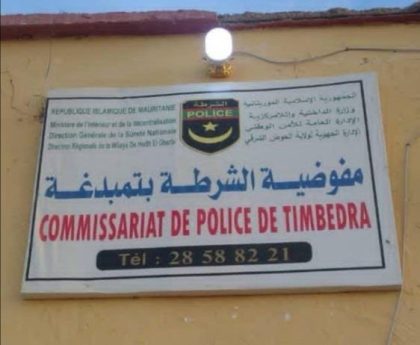 REPUBLIQUE ISLAMIQUE DE MAURITANIE
Ministère de l'Intérieur et de la Décentralisation
Direction Générale de la Sûreté Nationale
Direction Régionale de la Wilaya De Hodh El Gharbi
الشرطة
POLICE
الجمهورية الإسلامية الموريتانية
وزارة الداخلية واللامركزية
الإدارة العامة للأمن الوطني
الإدارة الجهوية لولاية الحوض الشرقي
مفوضية الشرطة بتمبدغة
COMMISSARIAT DE POLICE DE TIMBEDRA
Tél : 28 58 82 21